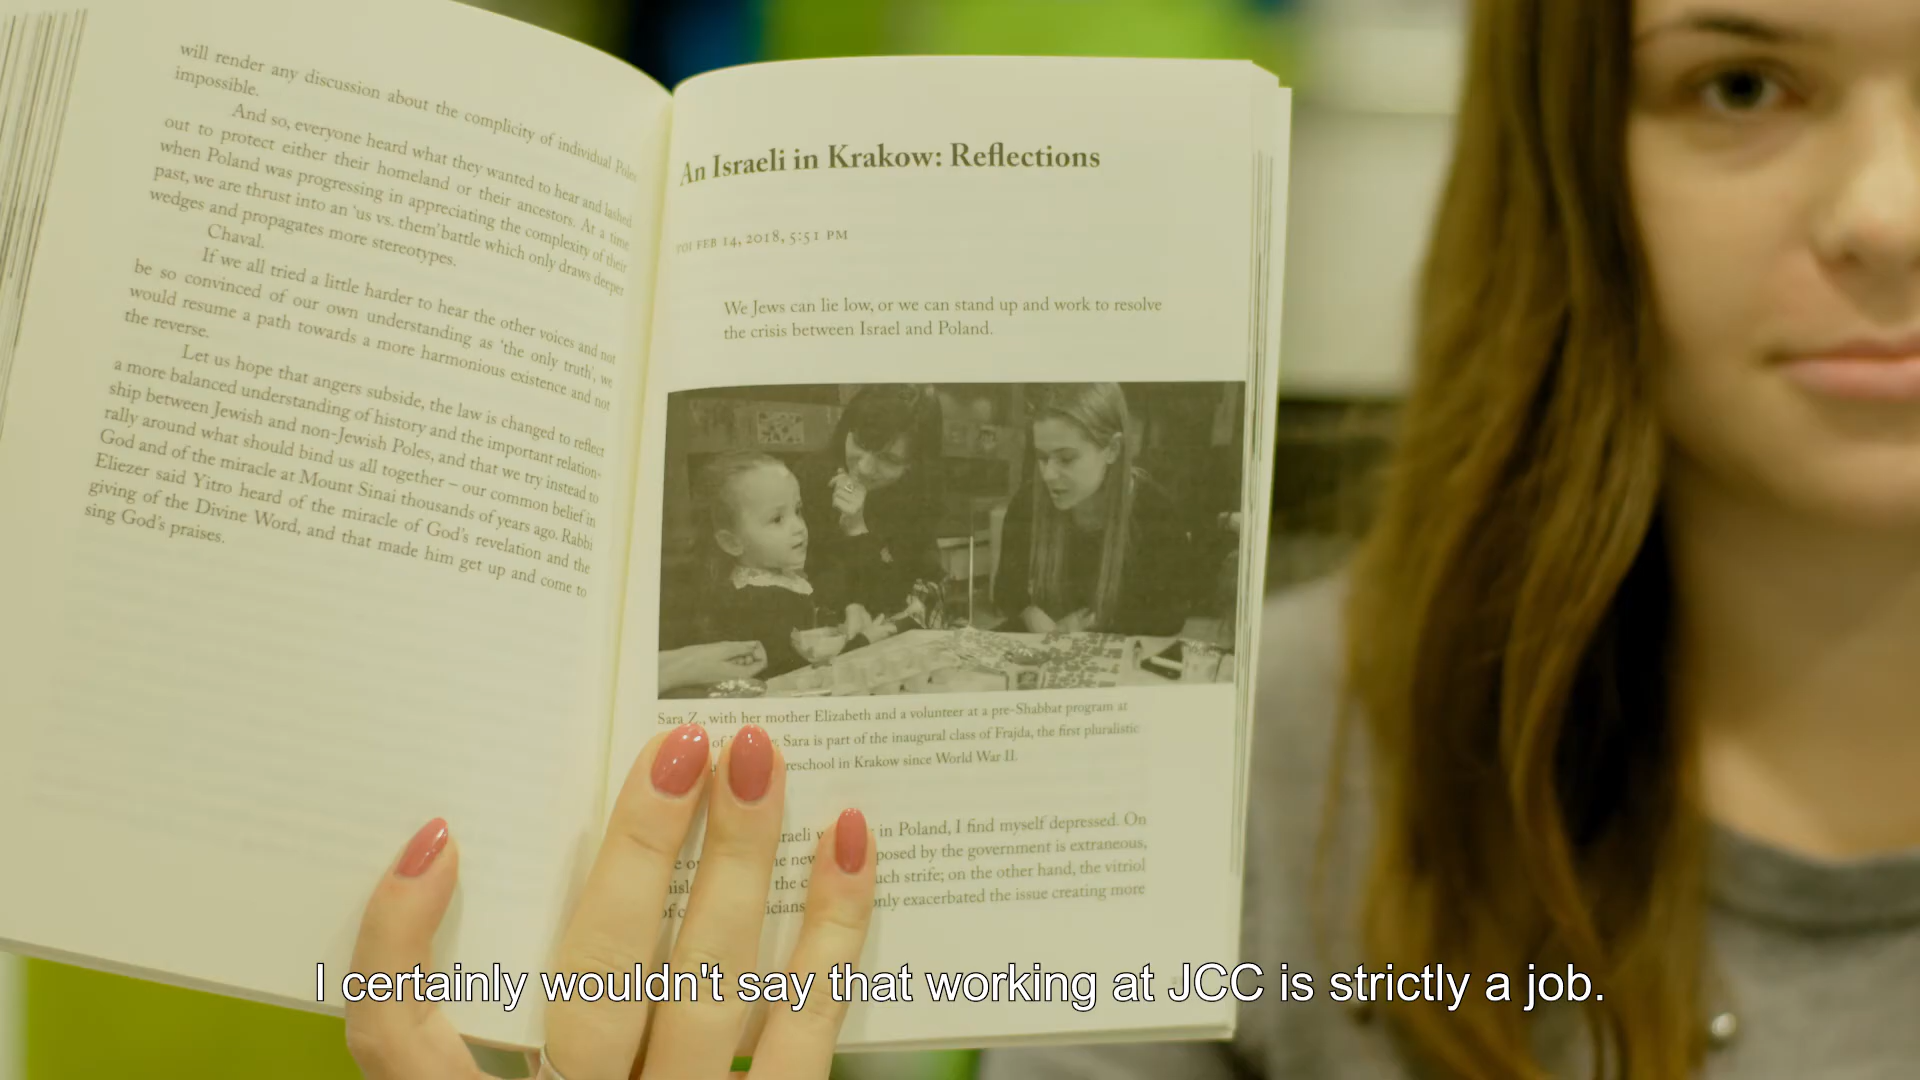 will render any discussion about the complicity of individual Poles
impossible.
And so, everyone heard what they wanted to hear and lashed
out to protect either their homeland or their ancestors. At a time
when Poland was progressing in appreciating the complexity of their
past, we are thrust into an 'us vs. them' battle which only draws deeper
wedges and propagates more stereotypes.
Chaval.
If we all tried a little harder to hear the other voices and not
be so convinced of our own understanding as 'the only truth', we
would resume a path towards a more harmonious existence and not
the reverse.
Let us hope that angers subside, the law is changed to reflect
a more balanced understanding of history and the important relation-
ship between Jewish and non-Jewish Poles, and that we try instead to
rally around what should bind us all together – our common belief in
God and of the miracle at Mount Sinai thousands of years ago. Rabbi
Eliezer said Yitro heard of the miracle of God's revelation and the
giving of the Divine Word, and that made him get up and come to
sing God's praises.
An Israeli in Krakow: Reflections
TOI FEB 14, 2018, 5:51 PM
We Jews can lie low, or we can stand up and work to resolve
the crisis between Israel and Poland.
Sara Z., with her mother Elizabeth and a volunteer at a pre-Shabbat program at
of Sara is part of the inaugural class of Frajda, the first pluralistic
reschool in Krakow since World War II.
raeli in Poland, I find myself depressed. On
posed by the government is extraneous,
the uch strife; on the other hand, the vitriol
icians only exacerbated the issue creating more
I certainly wouldn't say that working at JCC is strictly a job.